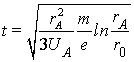 t = √( r_A² / 3U_A · m / e · ln r_A / r_0 )